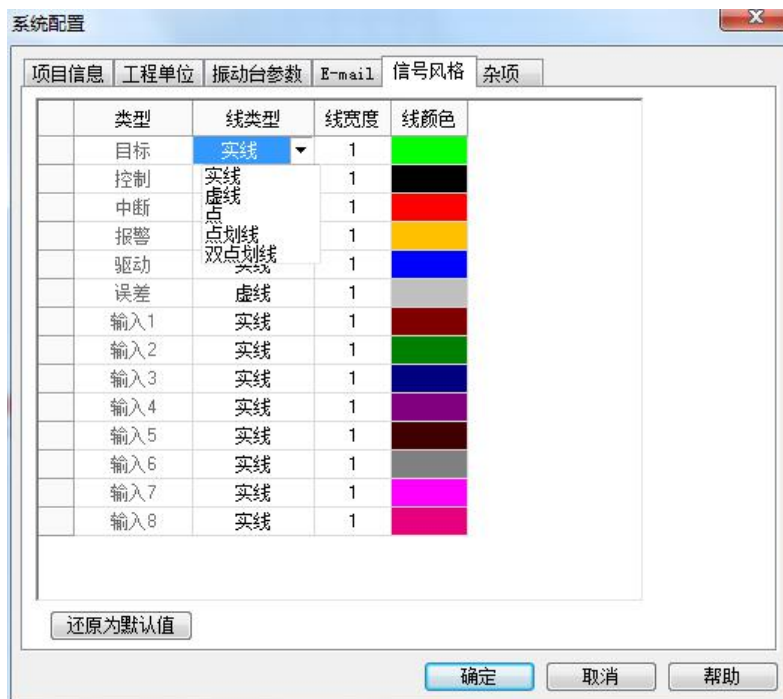 系统配置
项目信息 工程单位 振动台参数 E-mail 信号风格 杂项
类型 线类型 线宽度 线颜色
目标 实线 1
控制 实线 1
虚线
中断 点 1
报警 点划线 1
双点划线
驱动 实线 1
误差 虚线 1
输入1 实线 1
输入2 实线 1
输入3 实线 1
输入4 实线 1
输入5 实线 1
输入6 实线 1
输入7 实线 1
输入8 实线 1
还原为默认值
确定 取消 帮助